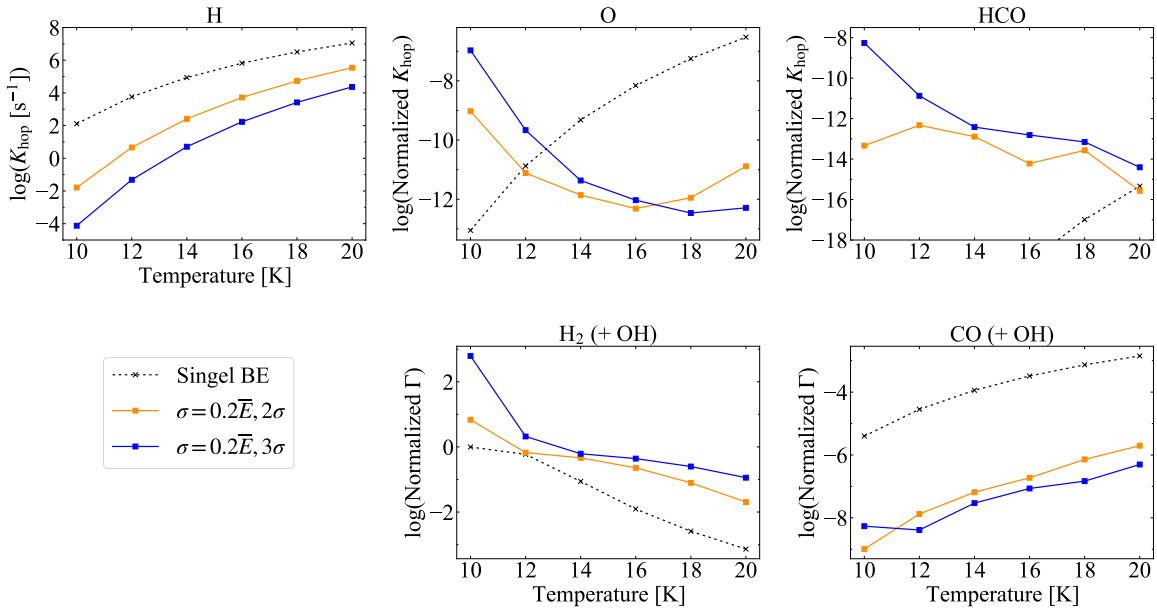 H
log(K_hop [s⁻¹])
8
6
4
2
0
−2
−4
10 12 14 16 18 20
Temperature [K]
O
log(Normalized K_hop)
−8
−10
−12
10 12 14 16 18 20
HCO
log(Normalized K_hop)
−8
−10
−12
−14
−16
−18
10 12 14 16 18 20
Singel BE
σ=0.2E̅, 2σ
σ=0.2E̅, 3σ
H₂ (+ OH)
log(Normalized Γ)
2
0
−2
10 12 14 16 18 20
Temperature [K]
CO (+ OH)
log(Normalized Γ)
−4
−6
−8
10 12 14 16 18 20
Temperature [K]